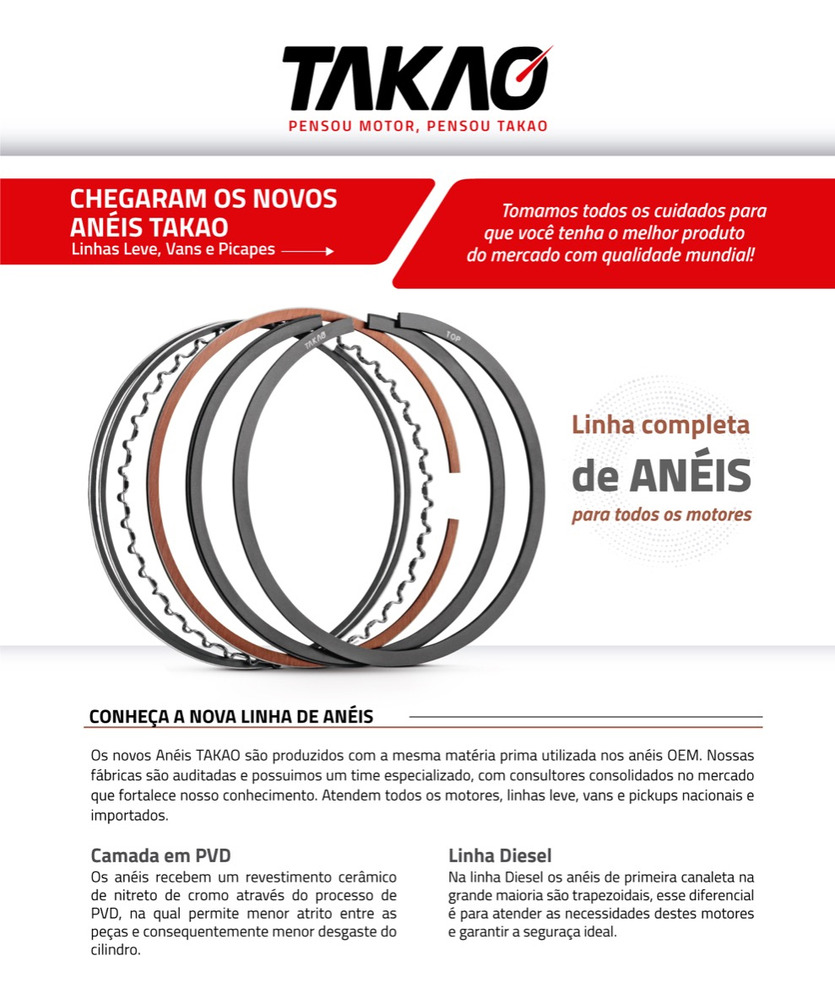 TAKAO
PENSOU MOTOR, PENSOU TAKAO
CHEGARAM OS NOVOS
ANÉIS TAKAO
Linhas Leve, Vans e Picapes
Tomamos todos os cuidados para
que você tenha o melhor produto
do mercado com qualidade mundial!
TAKAO
TOP
Linha completa
de ANÉIS
para todos os motores
CONHEÇA A NOVA LINHA DE ANÉIS
Os novos Anéis TAKAO são produzidos com a mesma matéria prima utilizada nos anéis OEM. Nossas
fábricas são auditadas e possuimos um time especializado, com consultores consolidados no mercado
que fortalece nosso conhecimento. Atendem todos os motores, linhas leve, vans e pickups nacionais e
importados.
Camada em PVD
Os anéis recebem um revestimento cerâmico
de nitreto de cromo através do processo de
PVD, na qual permite menor atrito entre as
peças e consequentemente menor desgaste do
cilindro.
Linha Diesel
Na linha Diesel os anéis de primeira canaleta na
grande maioria são trapezoidais, esse diferencial
é para atender as necessidades destes motores
e garantir a seguraça ideal.